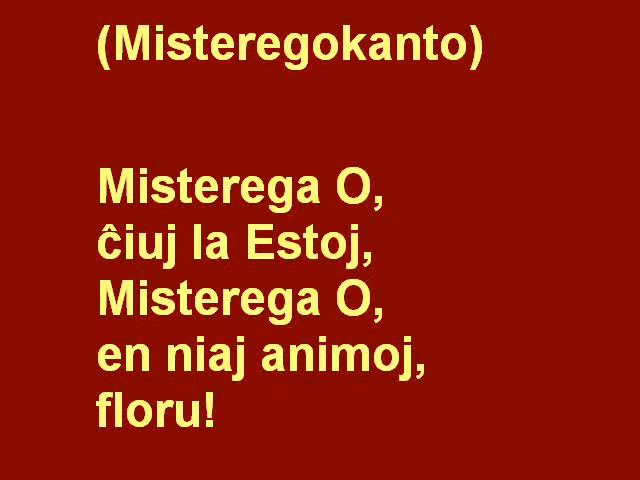 (Misteregokanto)
Misterega O,
ĉiuj la Estoj,
Misterega O,
en niaj animoj,
floru!